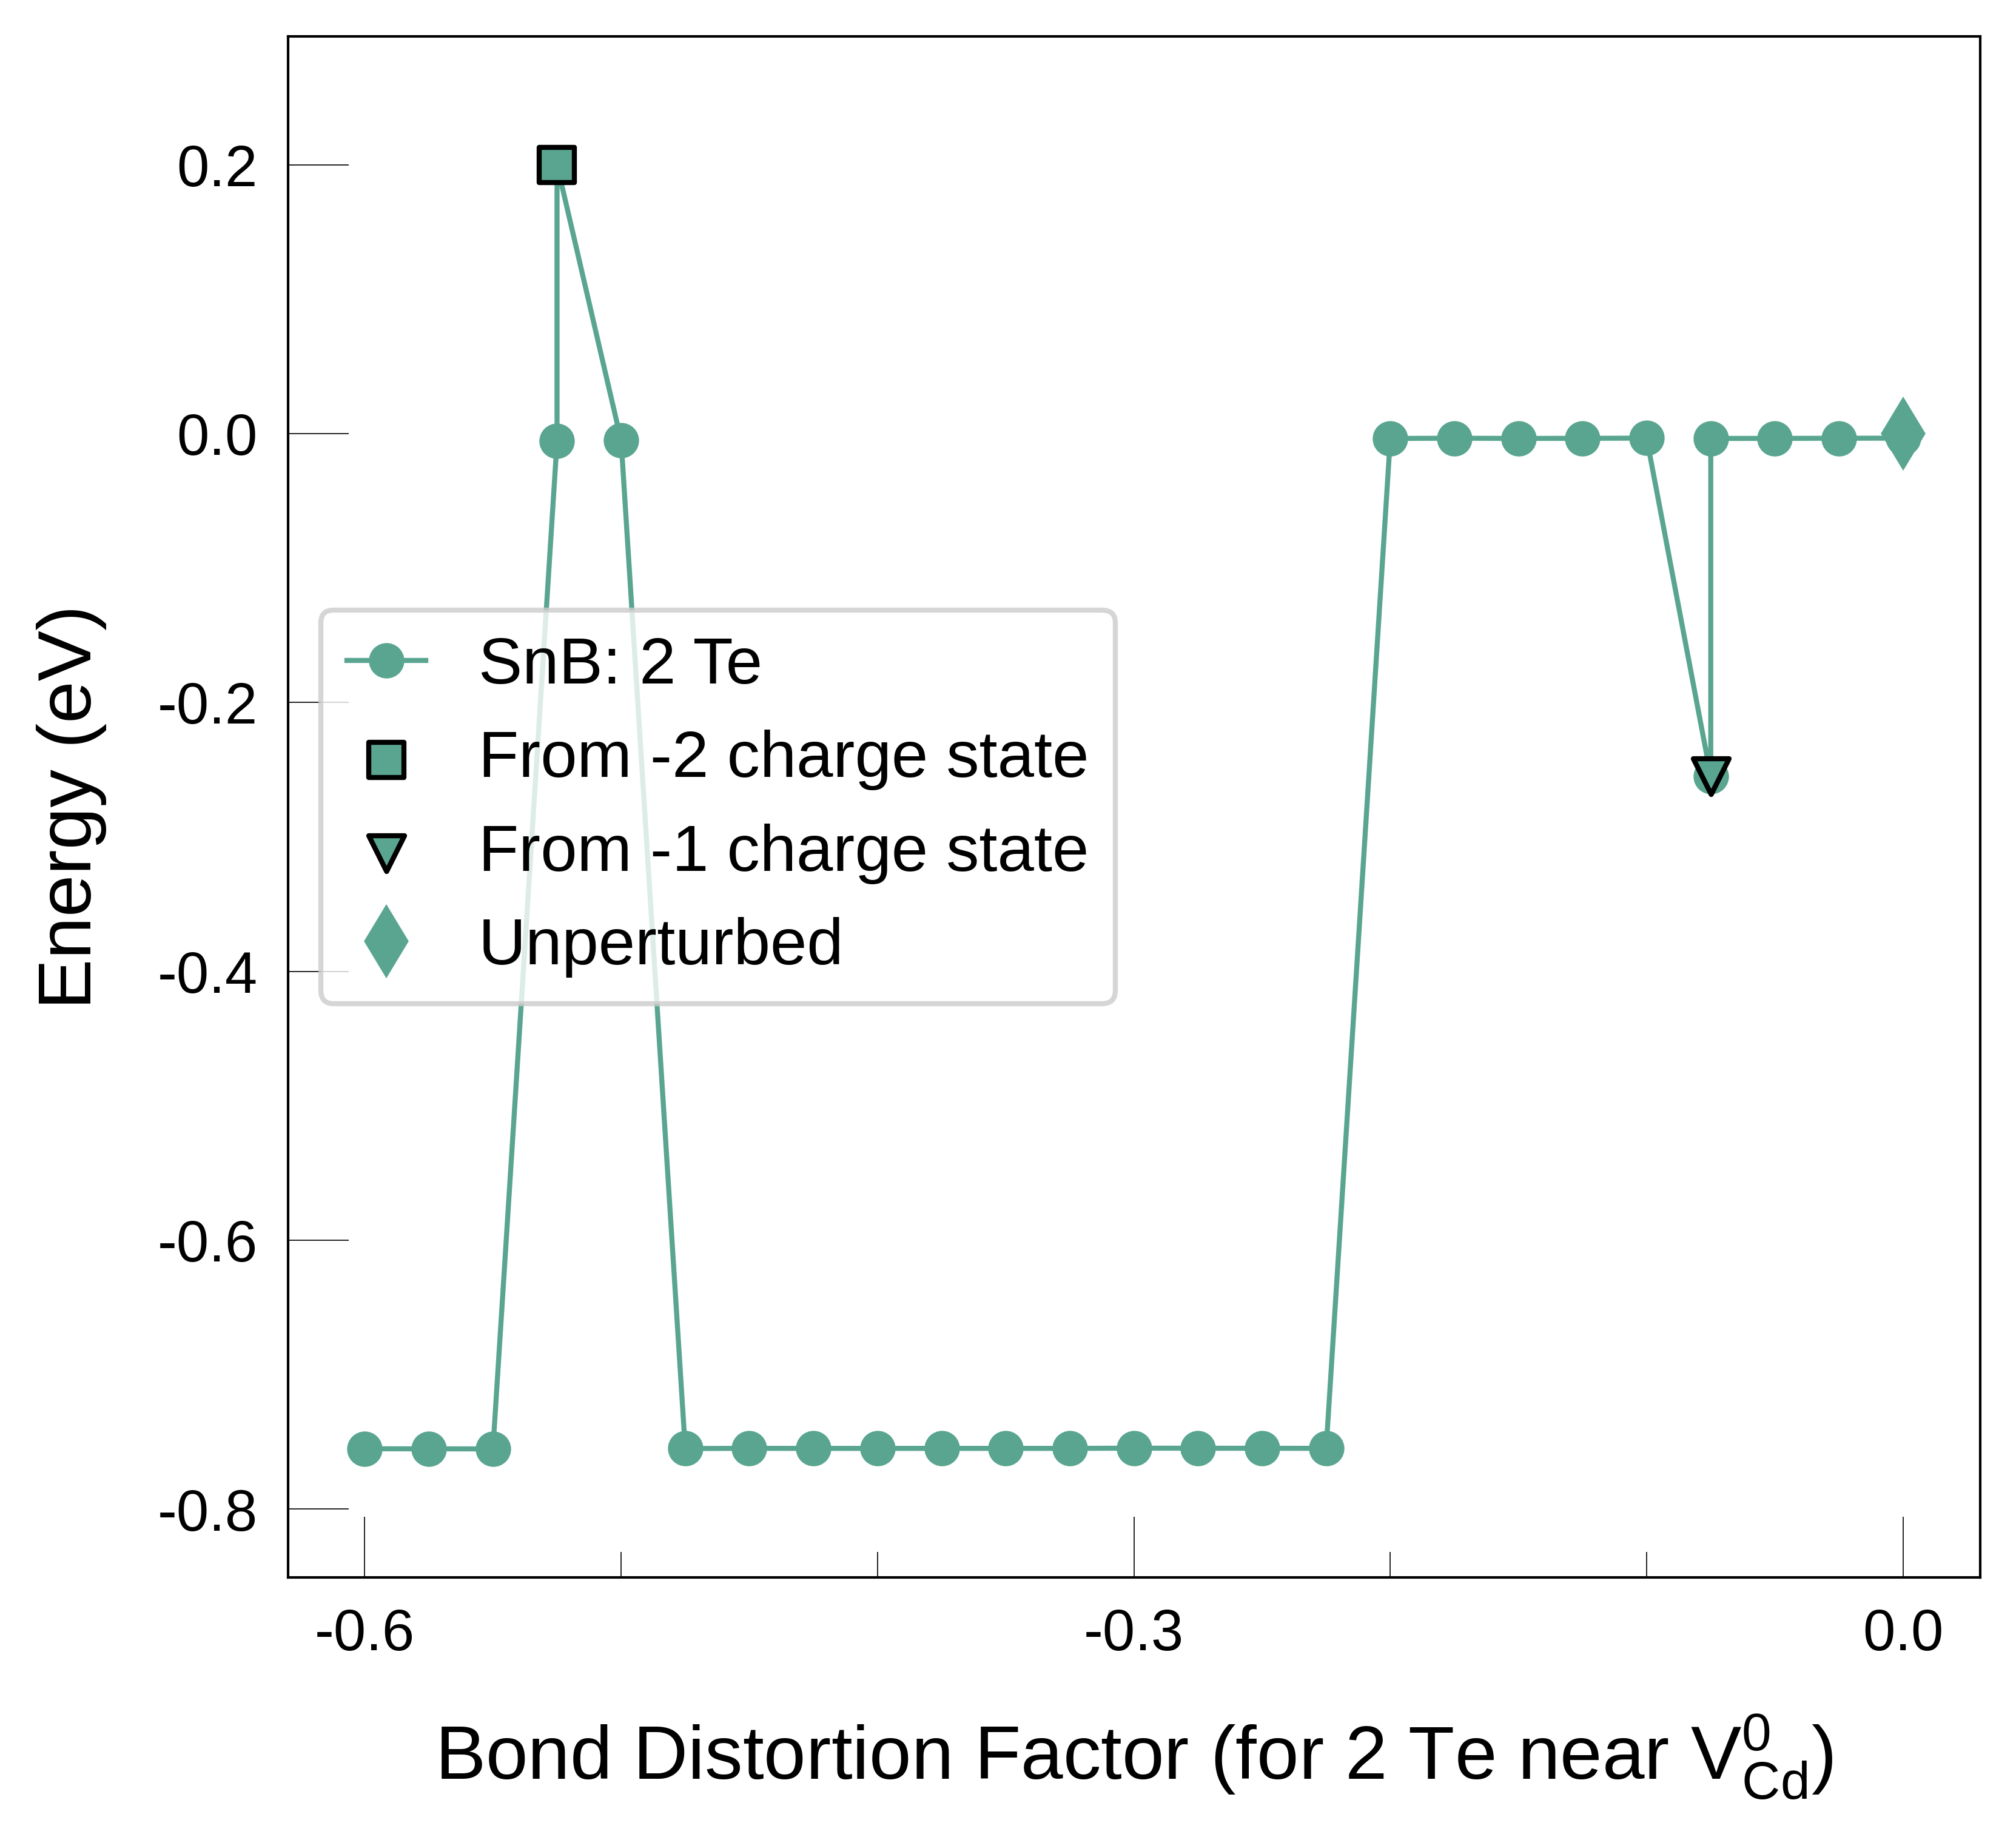 0.2
0.0
-0.2
-0.4
-0.6
-0.8
Energy (eV)
SnB: 2 Te
From -2 charge state
From -1 charge state
Unperturbed
-0.6
-0.3
0.0
Bond Distortion Factor (for 2 Te near V⁰Cd)